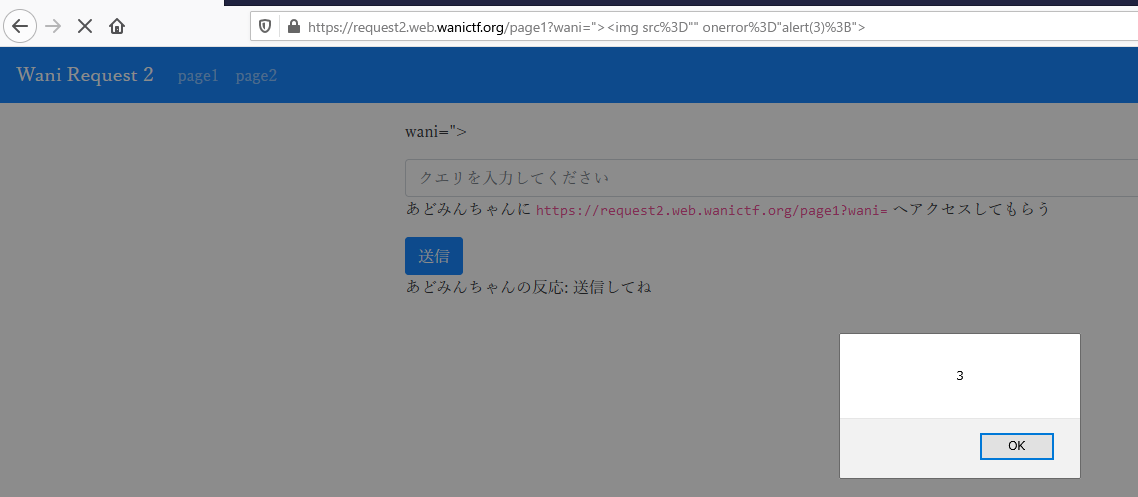 https://request2.web.wanictf.org/page1?wani="><img src%3D"" onerror%3D"alert(3)%3B">
Wani Request 2 page1 page2
wani=">
クエリを入力してください
あどみんちゃんに https://request2.web.wanictf.org/page1?wani= へアクセスしてもらう
送信
あどみんちゃんの反応: 送信してね
3
OK